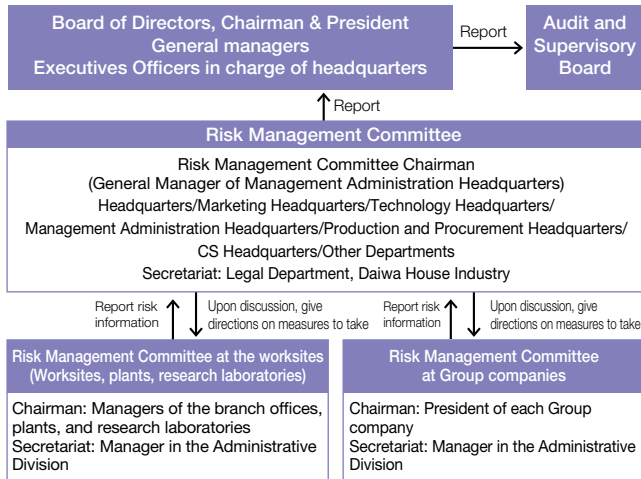 Board of Directors, Chairman & President
General managers
Executives Officers in charge of headquarters
Report
Audit and
Supervisory
Board
Report
Risk Management Committee
Risk Management Committee Chairman
(General Manager of Management Administration Headquarters)
Headquarters/Marketing Headquarters/Technology Headquarters/
Management Administration Headquarters/Production and Procurement Headquarters/
CS Headquarters/Other Departments
Secretariat: Legal Department, Daiwa House Industry
Report risk
information
Upon discussion, give
directions on measures to take
Report risk
information
Upon discussion, give
directions on measures to take
Risk Management Committee at the worksites
(Worksites, plants, research laboratories)
Chairman: Managers of the branch offices,
plants, and research laboratories
Secretariat: Manager in the Administrative
Division
Risk Management Committee
at Group companies
Chairman: President of each Group
company
Secretariat: Manager in the Administrative
Division